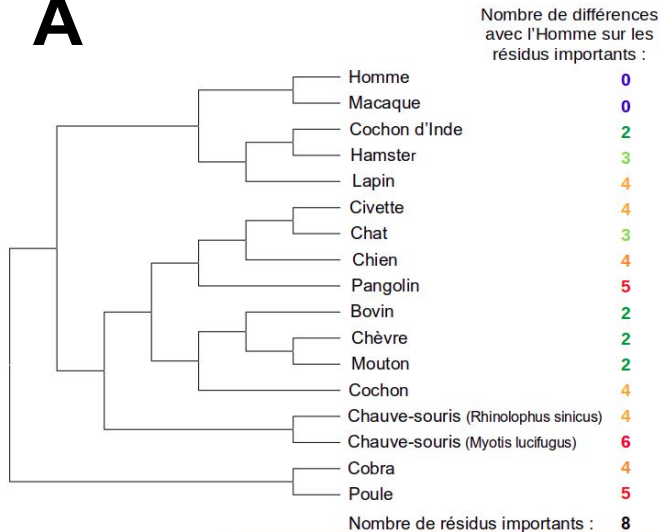 A
Nombre de différences
avec l'Homme sur les
résidus importants :
Homme 0
Macaque 0
Cochon d'Inde 2
Hamster 3
Lapin 4
Civette 4
Chat 3
Chien 4
Pangolin 5
Bovin 2
Chèvre 2
Mouton 2
Cochon 4
Chauve-souris (Rhinolophus sinicus) 4
Chauve-souris (Myotis lucifugus) 6
Cobra 4
Poule 5
Nombre de résidus importants : 8